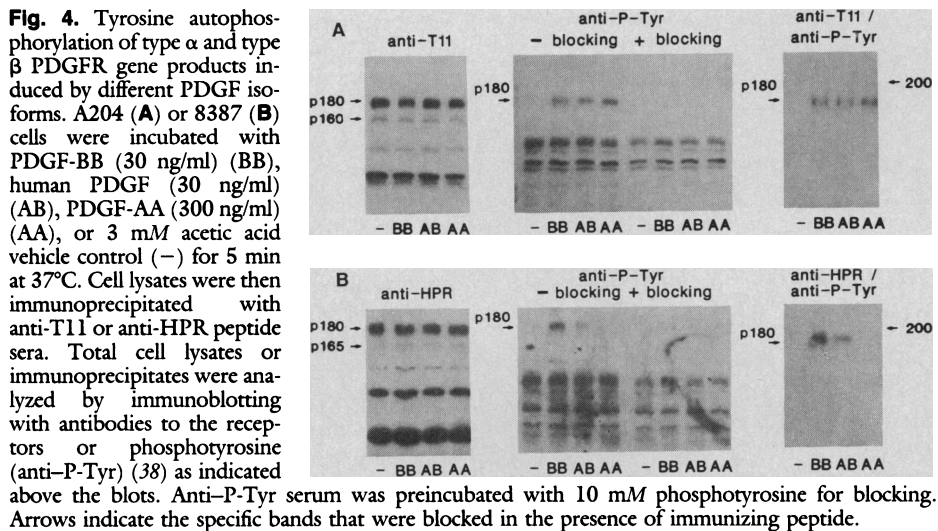 Fig. 4. Tyrosine autophos-
phorylation of type α and type
β PDGFR gene products in-
duced by different PDGF iso-
forms. A204 (A) or 8387 (B)
cells were incubated with
PDGF-BB (30 ng/ml) (BB),
human PDGF (30 ng/ml)
(AB), PDGF-AA (300 ng/ml)
(AA), or 3 mM acetic acid
vehicle control (−) for 5 min
at 37°C. Cell lysates were then
immunoprecipitated with
anti-T11 or anti-HPR peptide
sera. Total cell lysates or
immunoprecipitates were ana-
lyzed by immunoblotting
with antibodies to the recep-
tors or phosphotyrosine
(anti–P-Tyr) (38) as indicated
above the blots. Anti–P-Tyr serum was preincubated with 10 mM phosphotyrosine for blocking.
Arrows indicate the specific bands that were blocked in the presence of immunizing peptide.
A
anti-T11
p180
p160
− BB AB AA
anti-P-Tyr
− blocking + blocking
p180
− BB AB AA − BB AB AA
anti-T11 /
anti-P-Tyr
p180
200
− BB AB AA
B
anti-HPR
p180
p165
− BB AB AA
anti-P-Tyr
− blocking + blocking
p180
− BB AB AA − BB AB AA
anti-HPR /
anti-P-Tyr
p180
200
− BB AB AA